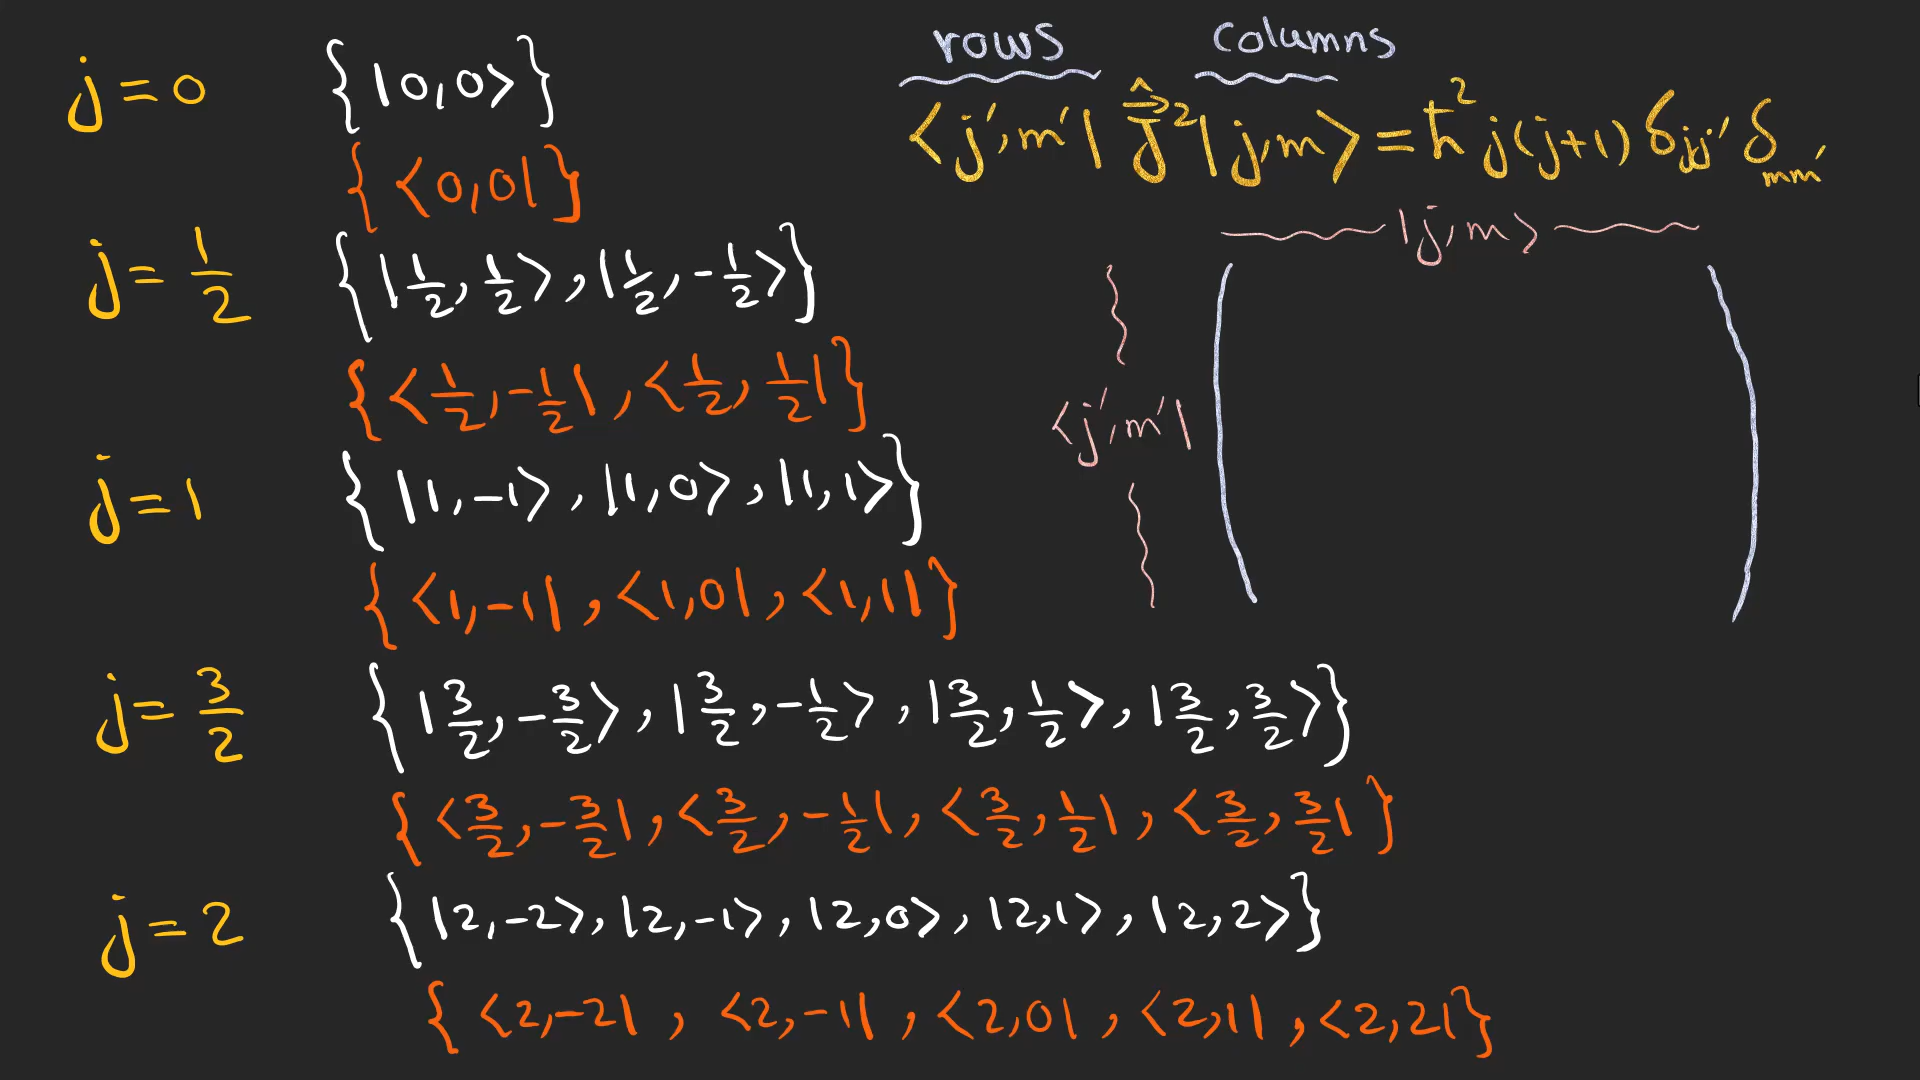 rows columns
j=0 {|0,0>}
<j′,m′| Ĵ⃗² |j,m> = ħ² j(j+1) δjj′ δmm′
{<0,0|}
|j,m>
j=1/2 {|1/2,1/2>,|1/2,-1/2>}
{<1/2,-1/2|,<1/2,1/2|}
<j′,m′|
j=1 {|1,-1>,|1,0>,|1,1>}
{<1,-1|,<1,0|,<1,1|}
j=3/2 {|3/2,-3/2>,|3/2,-1/2>,|3/2,1/2>,|3/2,3/2>}
{<3/2,-3/2|,<3/2,-1/2|,<3/2,1/2|,<3/2,3/2|}
j=2 {|2,-2>,|2,-1>,|2,0>,|2,1>,|2,2>}
{<2,-2|,<2,-1|,<2,0|,<2,1|,<2,2|}